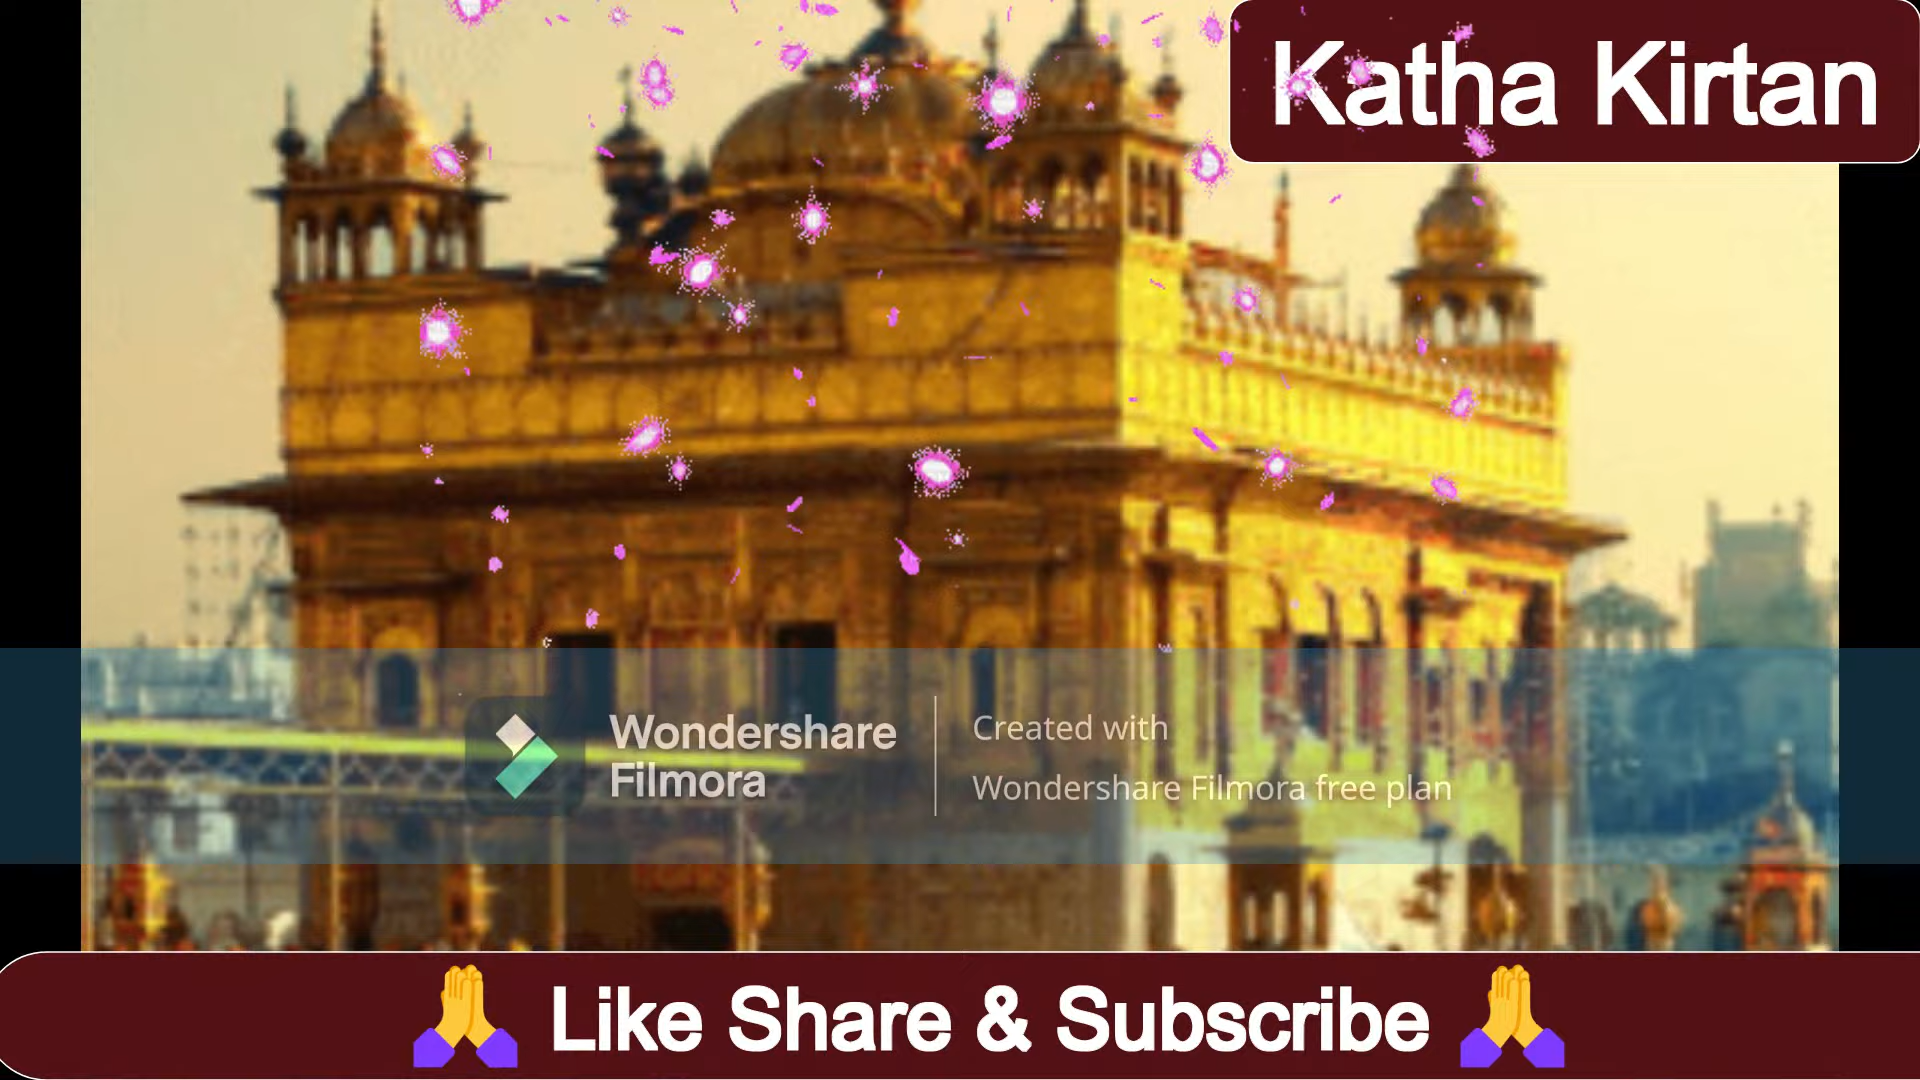 Katha Kirtan
Wondershare
Filmora
Created with
Wondershare Filmora free plan
Like Share & Subscribe